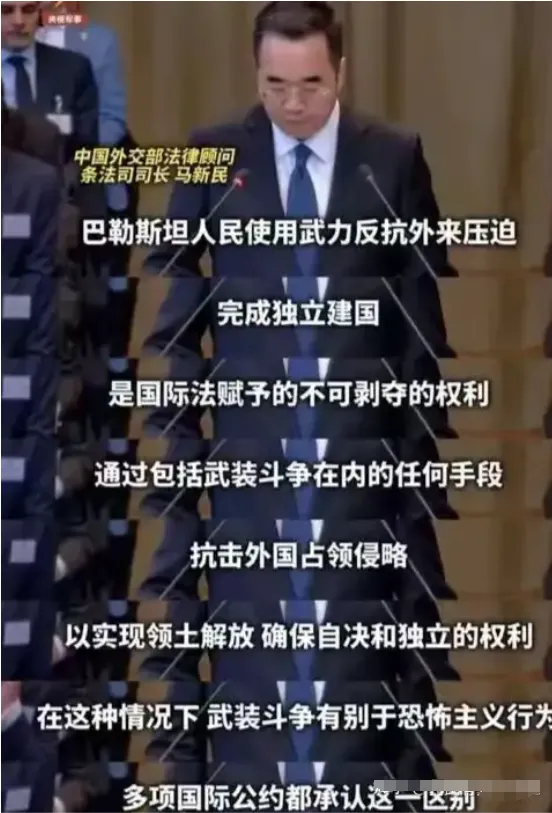 央视军事
中国外交部法律顾问
条法司司长 马新民
巴勒斯坦人民使用武力反抗外来压迫
完成独立建国
是国际法赋予的不可剥夺的权利
通过包括武装斗争在内的任何手段
抗击外国占领侵略
以实现领土解放 确保自决和独立的权利
在这种情况下 武装斗争有别于恐怖主义行为
多项国际公约都承认这一区别